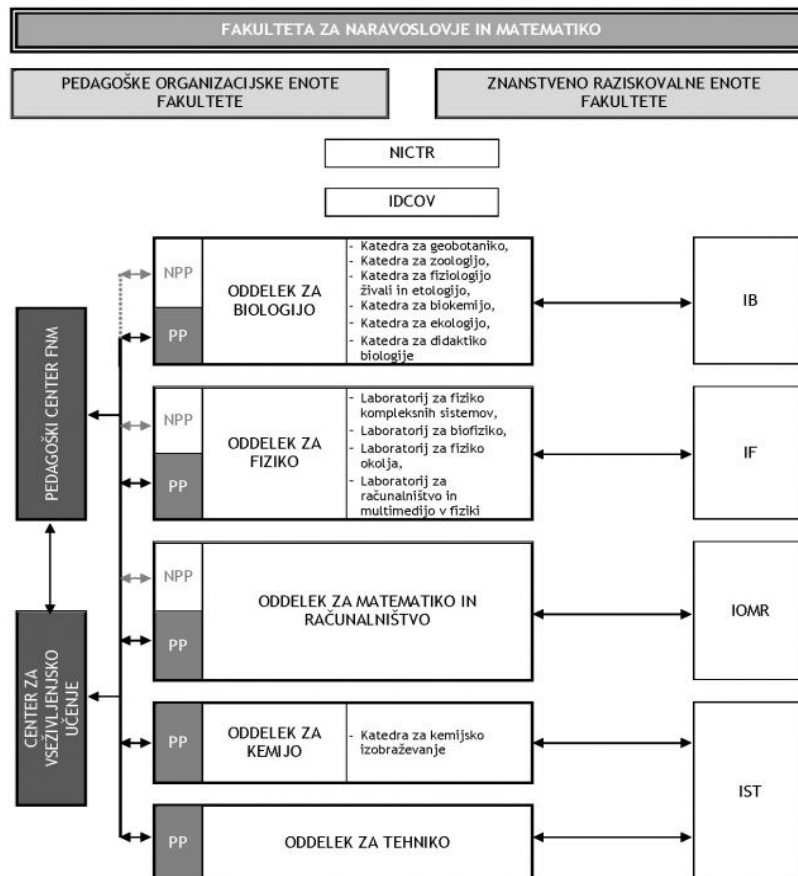 FAKULTETA ZA NARAVOSLOVJE IN MATEMATIKO
PEDAGOŠKE ORGANIZACIJSKE ENOTE
FAKULTETE
ZNANSTVENO RAZISKOVALNE ENOTE
FAKULTETE
NICTR
IDCOV
PEDAGOŠKI CENTER FNM
CENTER ZA
VSEŽIVLJENJSKO
UČENJE
NPP
PP
ODDELEK ZA
BIOLOGIJO
- Katedra za geobotaniko,
- Katedra za zoologijo,
- Katedra za fiziologijo
živali in etologijo,
- Katedra za biokemijo,
- Katedra za ekologijo,
- Katedra za didaktiko
biologije
IB
NPP
PP
ODDELEK ZA
FIZIKO
- Laboratorij za fiziko
kompleksnih sistemov,
- Laboratorij za biofiziko,
- Laboratorij za fiziko
okolja,
- Laboratorij za
računalništvo in
multimedijo v fiziki
IF
NPP
PP
ODDELEK ZA MATEMATIKO IN
RAČUNALNIŠTVO
IOMR
PP
ODDELEK ZA
KEMIJO
- Katedra za kemijsko
izobraževanje
IST
PP
ODDELEK ZA TEHNIKO